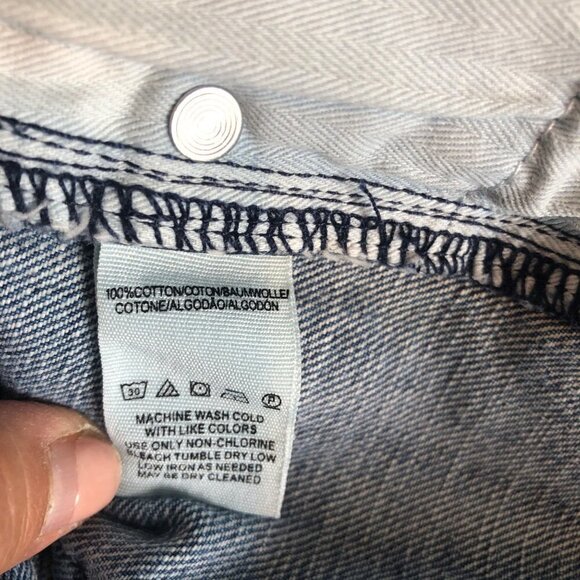 100%COTTON/COTON/BAUMWOLLE/
COTONE/ALGODÃO/ALGODÓN
30 P
MACHINE WASH COLD
WITH LIKE COLORS
USE ONLY NON-CHLORINE
BLEACH TUMBLE DRY LOW
LOW IRON AS NEEDED
MAY BE DRY CLEANED